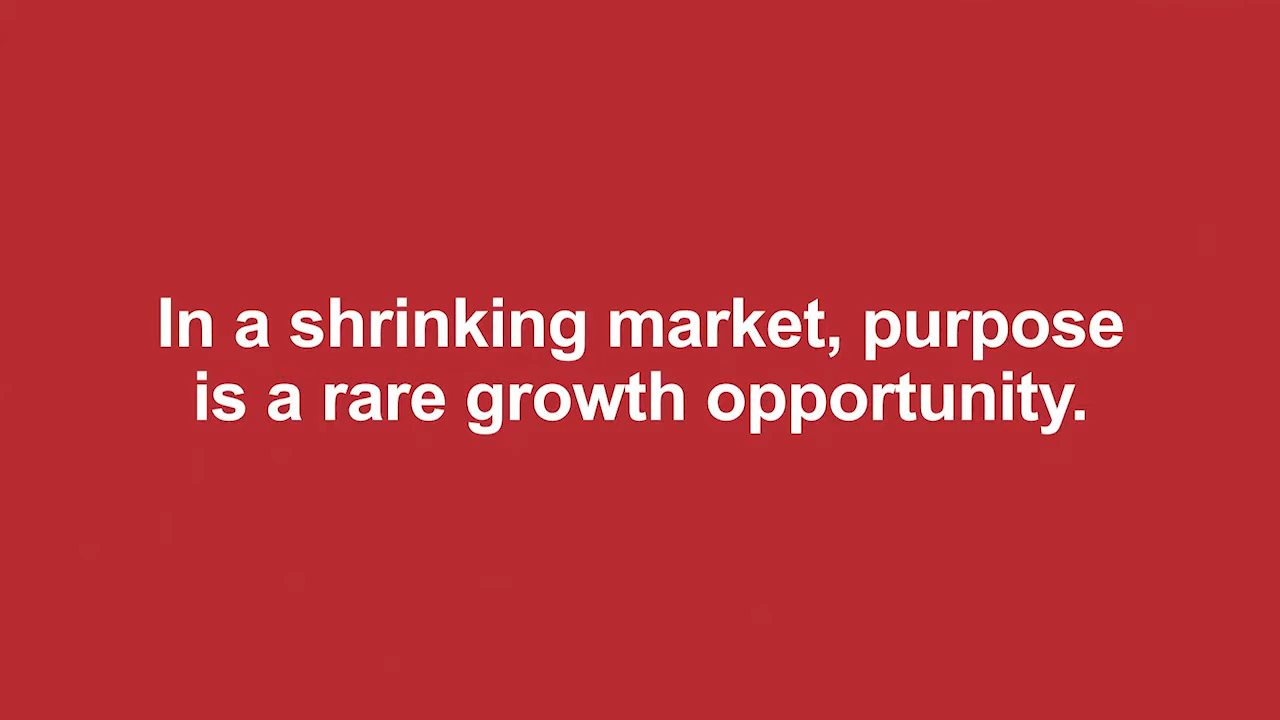 In a shrinking market, purpose
is a rare growth opportunity.